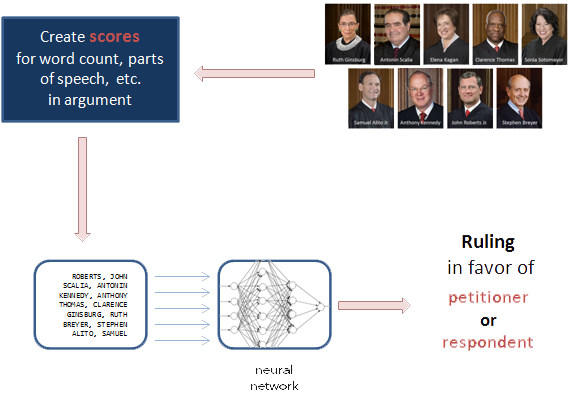 Create scores
for word count, parts
of speech, etc.
in argument
Ruth Ginsburg
Antonin Scalia
Elena Kagan
Clarence Thomas
Sonia Sotomayor
Samuel Alito Jr.
Anthony Kennedy
John Roberts Jr.
Stephen Breyer
ROBERTS, JOHN
SCALIA, ANTONIN
KENNEDY, ANTHONY
THOMAS, CLARENCE
GINSBURG, RUTH
BREYER, STEPHEN
ALITO, SAMUEL
neural
network
Ruling
in favor of
petitioner
or
respondent